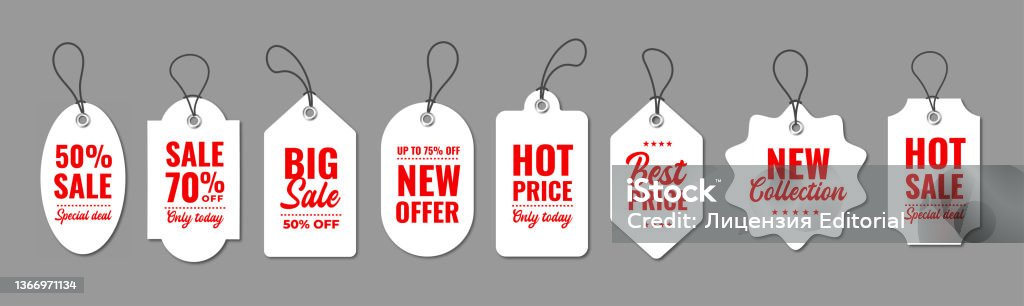 50%
SALE
Special deal
SALE
70% OFF
Only today
BIG
Sale
50% OFF
UP TO 75% OFF
NEW
OFFER
HOT
PRICE
Only today
Best
PRICE
NEW
Collection
HOT
SALE
Special deal
iStock™
Credit: Лицензия Editorial
1366971134